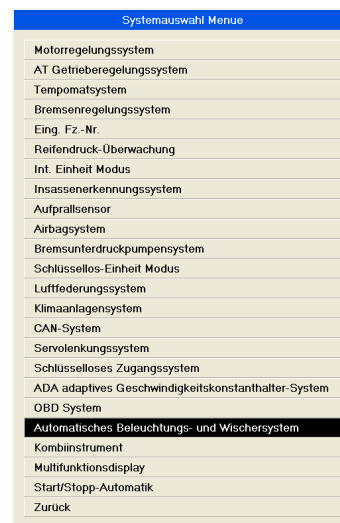 Systemauswahl Menue
Motorregelungssystem
AT Getrieberegelungssystem
Tempomatsystem
Bremsenregelungssystem
Eing. Fz.-Nr.
Reifendruck-Überwachung
Int. Einheit Modus
Insassenerkennungssystem
Aufprallsensor
Airbagsystem
Bremsunterdruckpumpensystem
Schlüssellos-Einheit Modus
Luftfederungssystem
Klimaanlagensystem
CAN-System
Servolenkungssystem
Schlüsselloses Zugangssystem
ADA adaptives Geschwindigkeitskonstanthalter-System
OBD System
Automatisches Beleuchtungs- und Wischersystem
Kombiinstrument
Multifunktionsdisplay
Start/Stopp-Automatik
Zurück